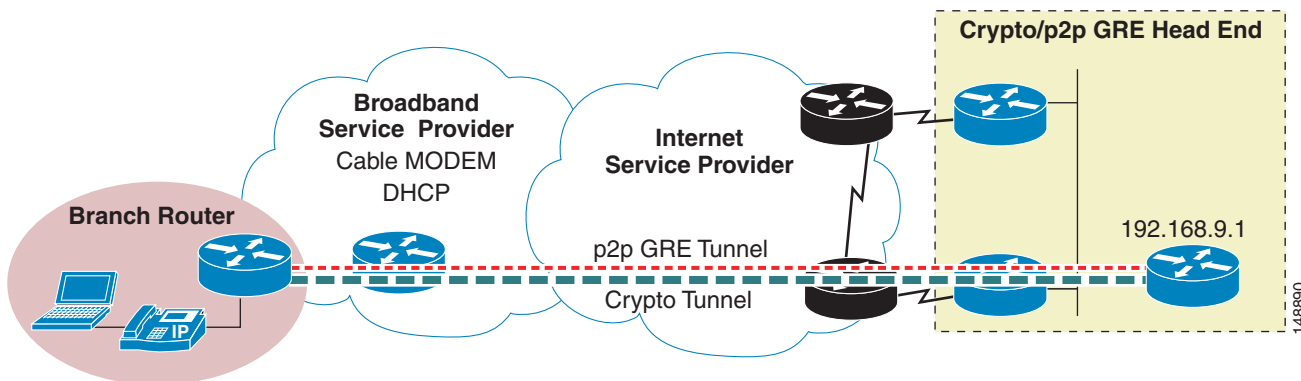 Crypto/p2p GRE Head End
Broadband
Service Provider
Cable MODEM
DHCP
Internet
Service Provider
Branch Router
192.168.9.1
p2p GRE Tunnel
Crypto Tunnel
IP
148890